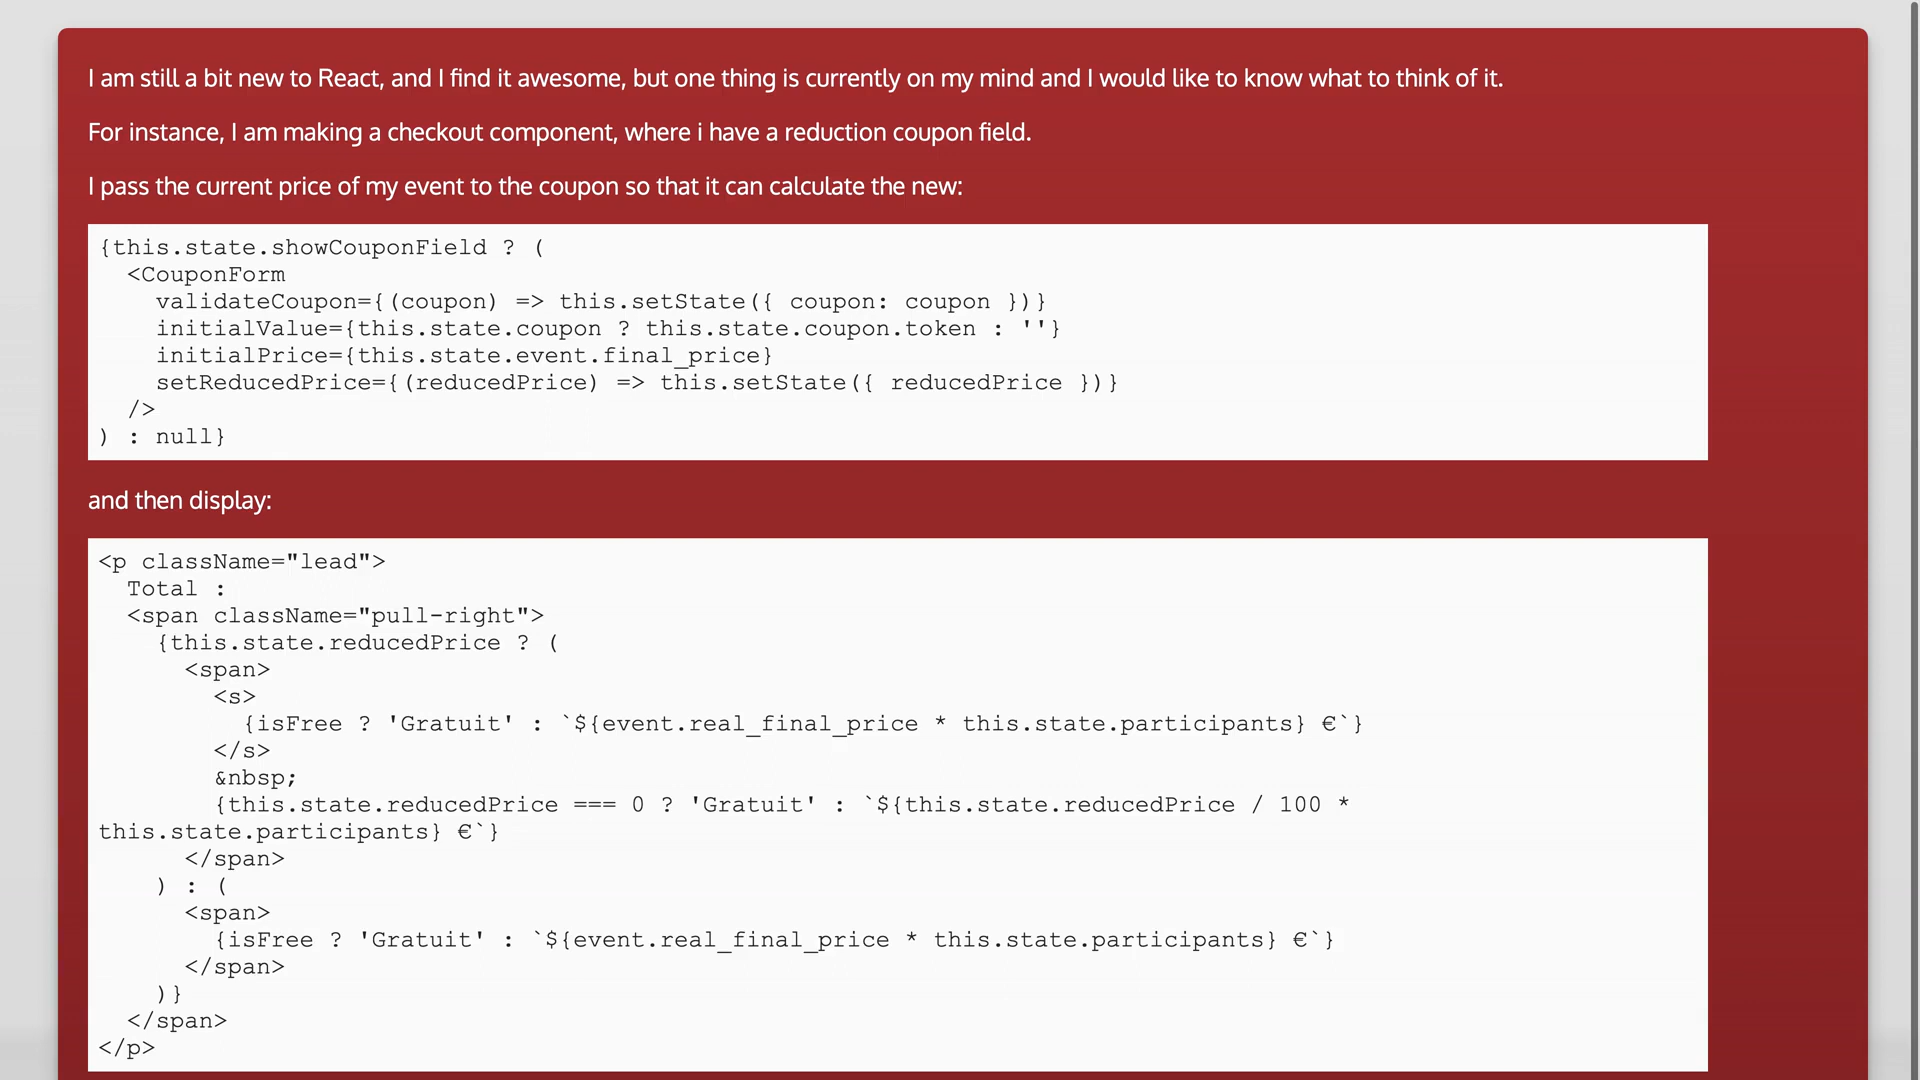 I am still a bit new to React, and I find it awesome, but one thing is currently on my mind and I would like to know what to think of it.
For instance, I am making a checkout component, where i have a reduction coupon field.
I pass the current price of my event to the coupon so that it can calculate the new:
{this.state.showCouponField ? (
  <CouponForm
    validateCoupon={(coupon) => this.setState({ coupon: coupon })}
    initialValue={this.state.coupon ? this.state.coupon.token : ''}
    initialPrice={this.state.event.final_price}
    setReducedPrice={(reducedPrice) => this.setState({ reducedPrice })}
  />
) : null}
and then display:
<p className="lead">
  Total :
  <span className="pull-right">
    {this.state.reducedPrice ? (
      <span>
        <s>
          {isFree ? 'Gratuit' : `${event.real_final_price * this.state.participants} €`}
        </s>
        &nbsp;
        {this.state.reducedPrice === 0 ? 'Gratuit' : `${this.state.reducedPrice / 100 *
this.state.participants} €`}
      </span>
    ) : (
      <span>
        {isFree ? 'Gratuit' : `${event.real_final_price * this.state.participants} €`}
      </span>
    )}
  </span>
</p>